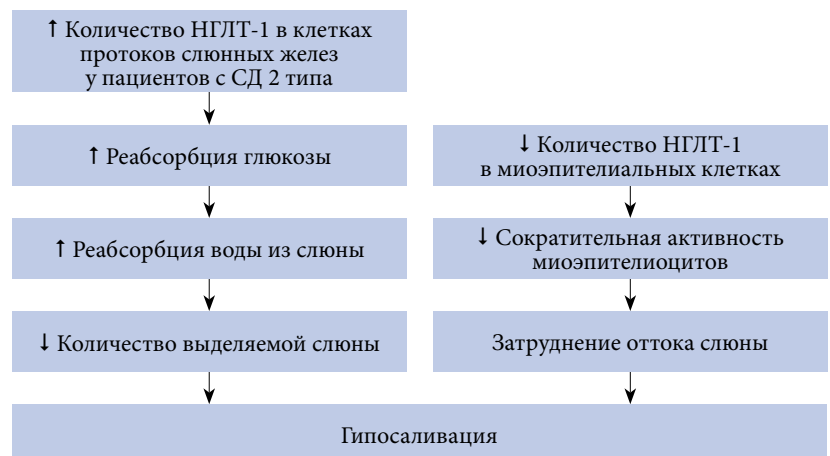 ↑ Количество НГЛТ-1 в клетках
протоков слюнных желез
у пациентов с СД 2 типа
↑ Реабсорбция глюкозы
↑ Реабсорбция воды из слюны
↓ Количество выделяемой слюны
↓ Количество НГЛТ-1
в миоэпителиальных клетках
↓ Сократительная активность
миоэпителиоцитов
Затруднение оттока слюны
Гипосаливация